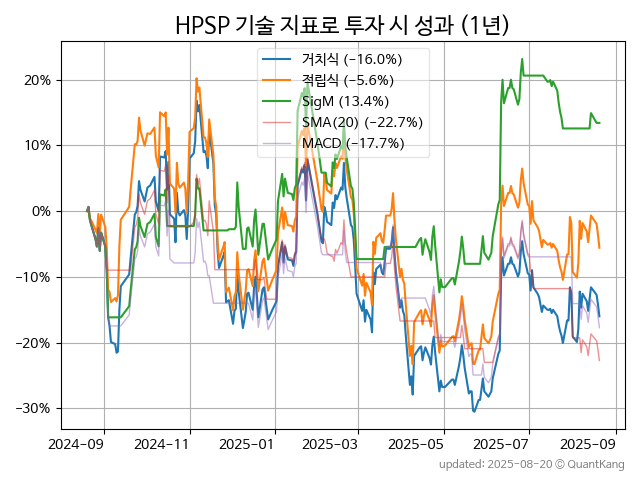 HPSP 기술 지표로 투자 시 성과 (1년)
거치식 (−16.0%)
적립식 (−5.6%)
SigM (13.4%)
SMA(20) (−22.7%)
MACD (−17.7%)
20%
10%
0%
−10%
−20%
−30%
2024-09 2024-11 2025-01 2025-03 2025-05 2025-07 2025-09
updated: 2025-08-20 © QuantKang